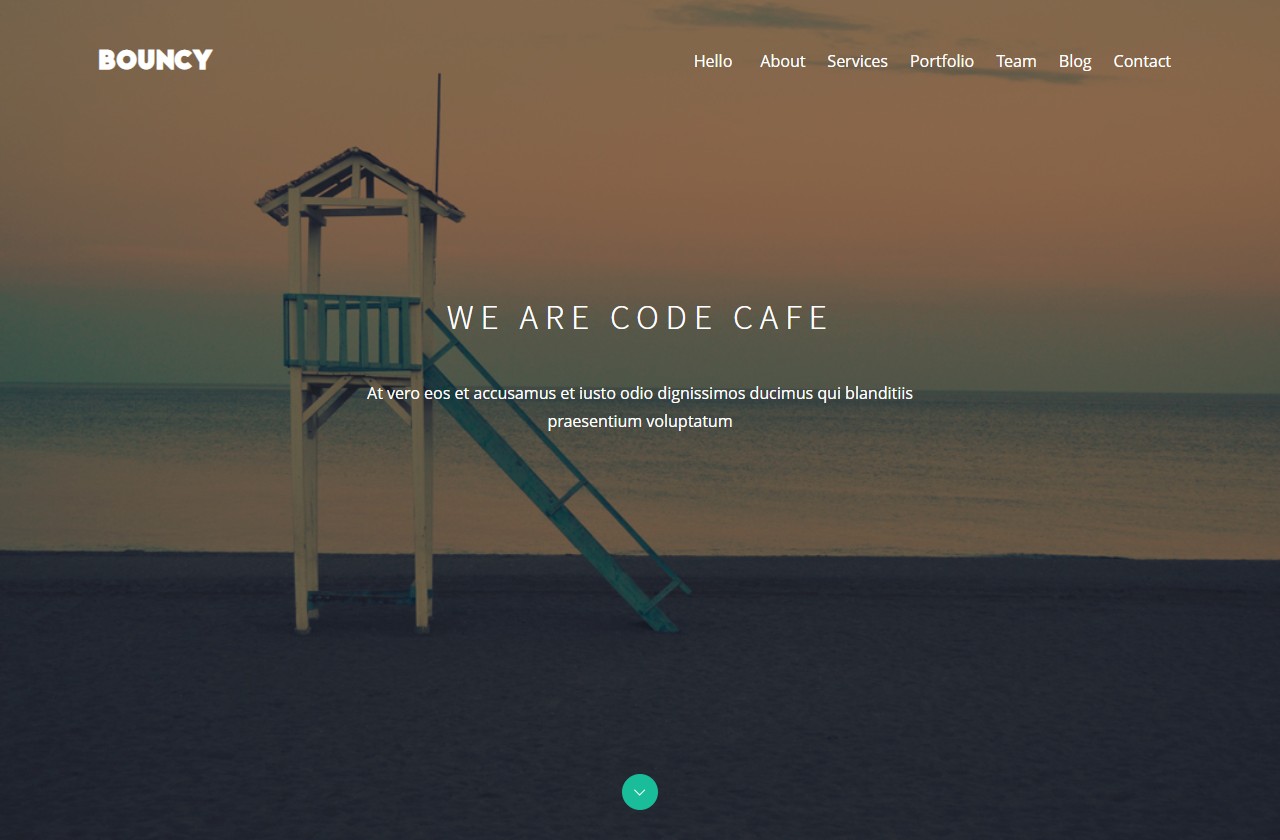 BOUNCY
Hello About Services Portfolio Team Blog Contact
WE ARE CODE CAFE
At vero eos et accusamus et iusto odio dignissimos ducimus qui blanditiis
praesentium voluptatum